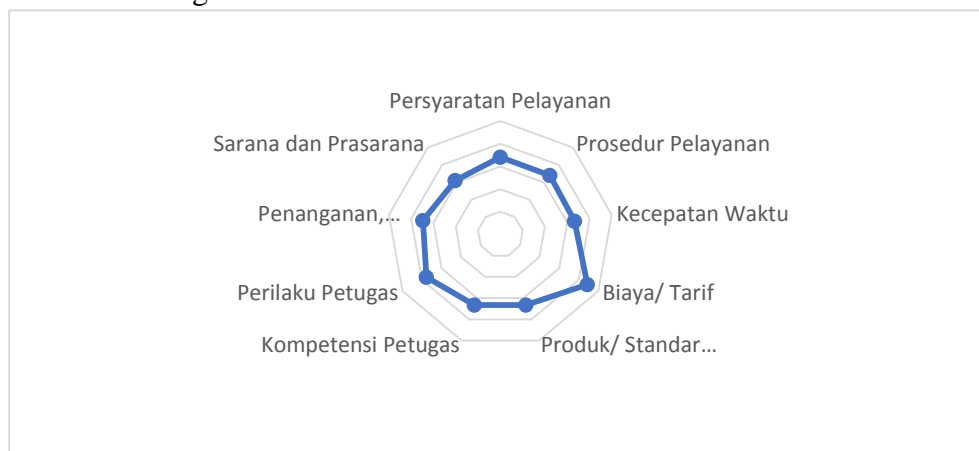 Persyaratan Pelayanan
Prosedur Pelayanan
Kecepatan Waktu
Biaya/ Tarif
Produk/ Standar...
Kompetensi Petugas
Perilaku Petugas
Penanganan,...
Sarana dan Prasarana